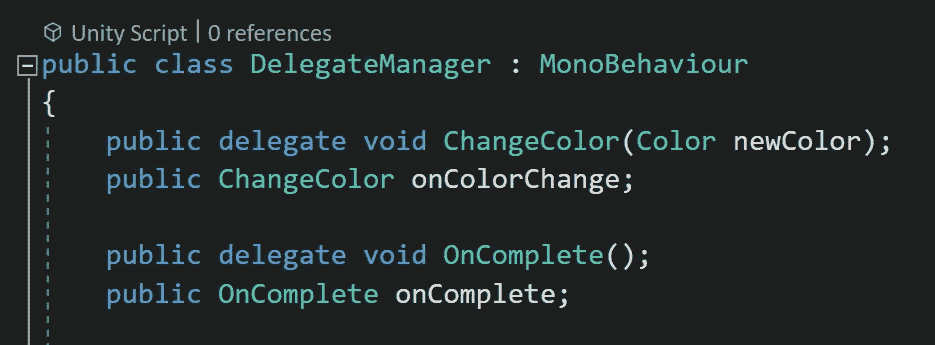 Unity Script | 0 references
public class DelegateManager : MonoBehaviour
{
public delegate void ChangeColor(Color newColor);
public ChangeColor onColorChange;
public delegate void OnComplete();
public OnComplete onComplete;